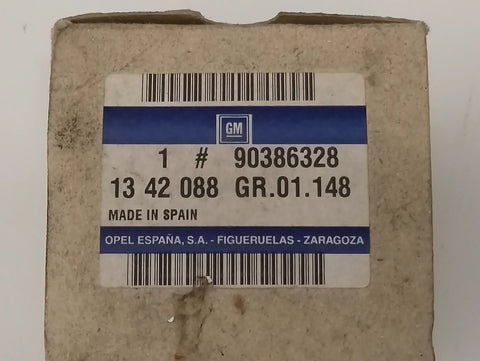 GM
1 # 90386328
13 42 088 GR.01.148
MADE IN SPAIN
OPEL ESPAÑA, S.A. - FIGUERUELAS - ZARAGOZA